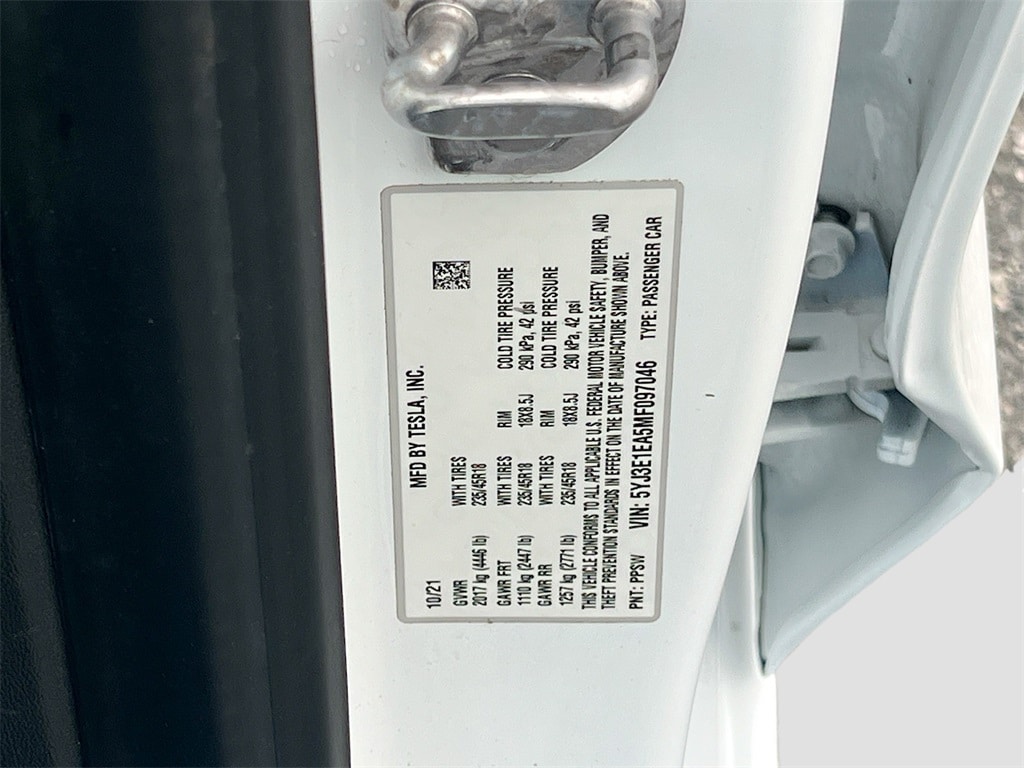 MFD BY TESLA, INC.
10/21
GVWR WITH TIRES
2017 kg (4446 lb) 235/45R18
GAWR FRT WITH TIRES RIM COLD TIRE PRESSURE
1110 kg (2447 lb) 235/45R18 18X8.5J 290 kPa, 42 psi
GAWR RR WITH TIRES RIM COLD TIRE PRESSURE
1257 kg (2771 lb) 235/45R18 18X8.5J 290 kPa, 42 psi
THIS VEHICLE CONFORMS TO ALL APPLICABLE U.S. FEDERAL MOTOR VEHICLE SAFETY, BUMPER, AND
THEFT PREVENTION STANDARDS IN EFFECT ON THE DATE OF MANUFACTURE SHOWN ABOVE.
PNT: PPSW VIN: 5YJ3E1EA5MF097046 TYPE: PASSENGER CAR